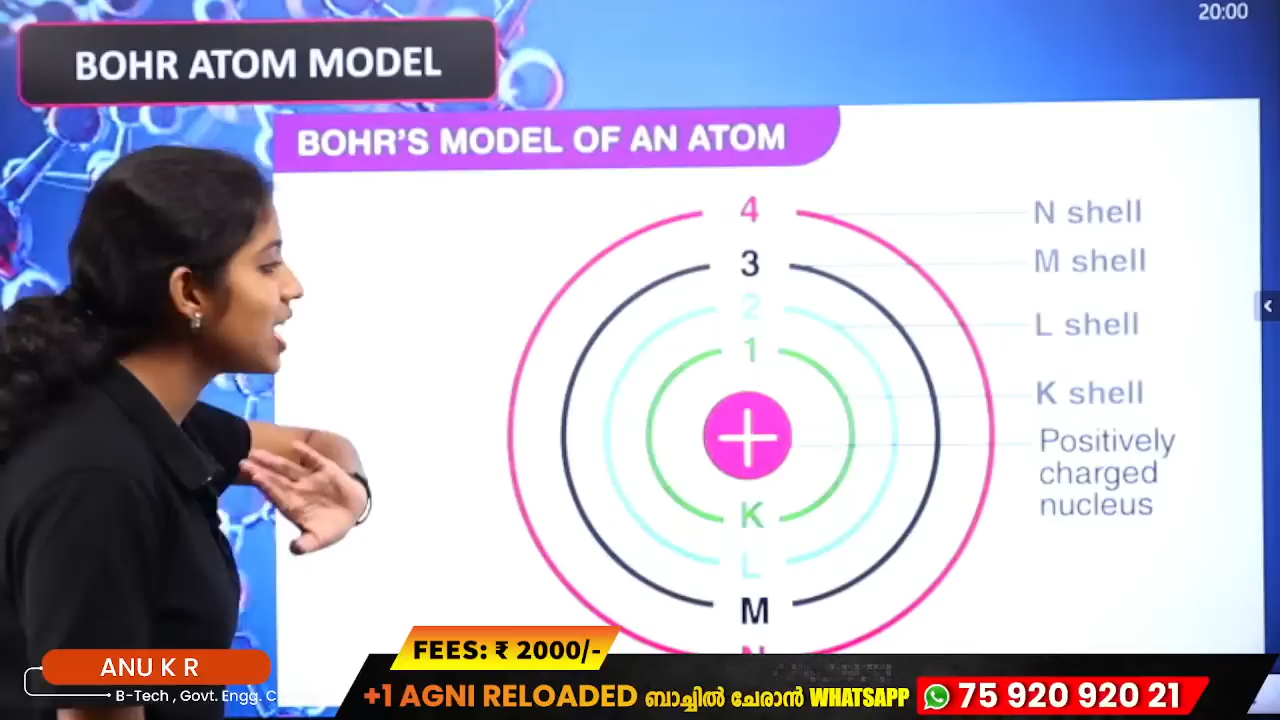 20:00
BOHR ATOM MODEL
BOHR'S MODEL OF AN ATOM
4
N shell
3
M shell
2
L shell
1
K shell
Positively
charged
nucleus
+
K
L
M
N
FEES: ₹ 2000/-
ANU K R
B-Tech , Govt. Engg.
+1 AGNI RELOADED ബാച്ചിൽ ചേരാൻ WHATSAPP 75 920 920 21